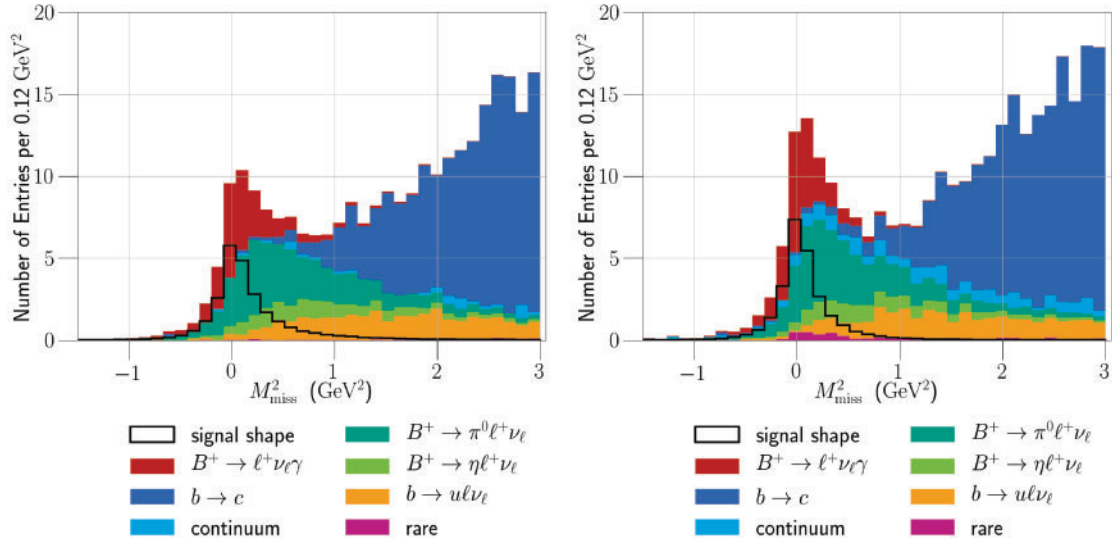 20
15
10
5
0
Number of Entries per 0.12 GeV²
−1 0 1 2 3
M²miss (GeV²)
signal shape
B⁺ → π⁰ℓ⁺νℓ
B⁺ → ℓ⁺νℓγ
B⁺ → ηℓ⁺νℓ
b → c
b → uℓνℓ
continuum
rare
20
15
10
5
0
Number of Entries per 0.12 GeV²
−1 0 1 2 3
M²miss (GeV²)
signal shape
B⁺ → π⁰ℓ⁺νℓ
B⁺ → ℓ⁺νℓγ
B⁺ → ηℓ⁺νℓ
b → c
b → uℓνℓ
continuum
rare